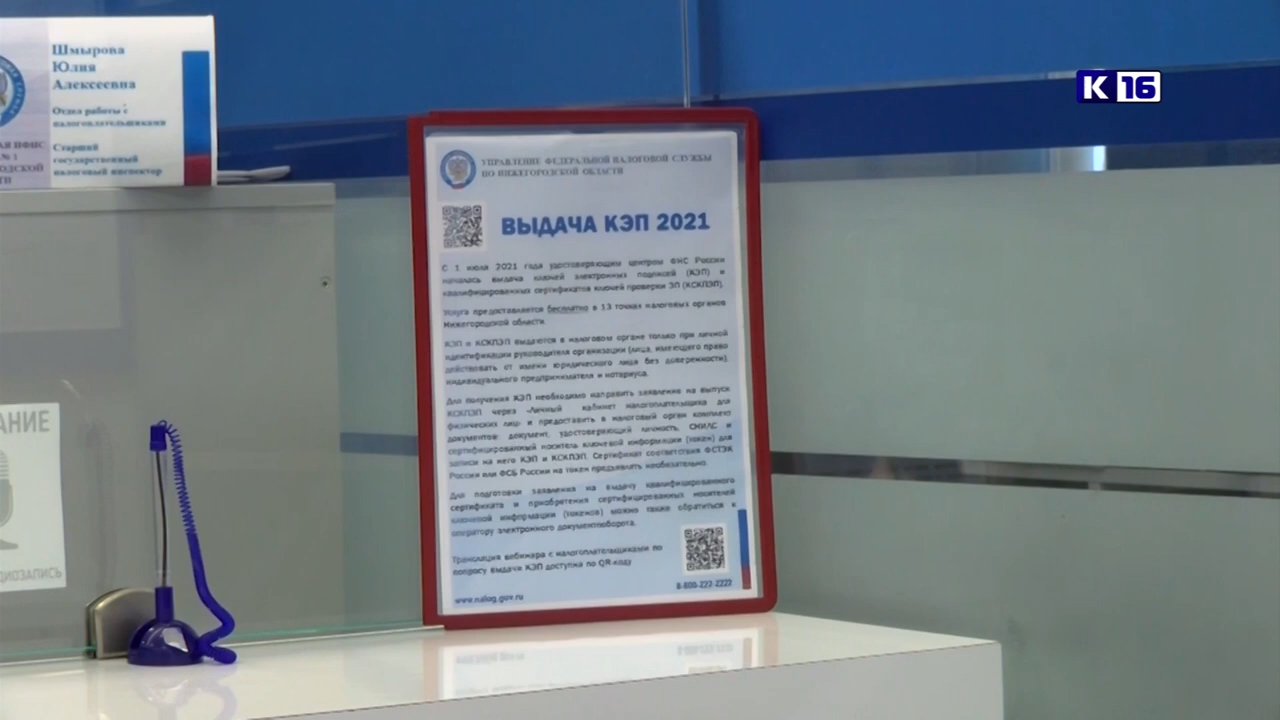 Шмырова
Юлия
Алексеевна
Отдел работы с
налогоплательщиками
Старший
государственный
налоговый инспектор
№ 1
К 16
УПРАВЛЕНИЕ ФЕДЕРАЛЬНОЙ НАЛОГОВОЙ СЛУЖБЫ
ПО НИЖЕГОРОДСКОЙ ОБЛАСТИ
ВЫДАЧА КЭП 2021
С 1 июля 2021 года удостоверяющим центром ФНС России
началась выдача ключей электронных подписей (КЭП) и
квалифицированных сертификатов ключей проверки ЭП (КСКПЭП).
Услуга предоставляется бесплатно в 13 точках налоговых органов
Нижегородской области.
КЭП и КСКПЭП выдаются в налоговом органе только при личной
идентификации руководителя организации (лица, имеющего право
действовать от имени юридического лица без доверенности),
индивидуального предпринимателя и нотариуса.
Для получения КЭП необходимо направить заявление на выпуск
КСКПЭП через «Личный кабинет налогоплательщика для
физических лиц» и предоставить в налоговый орган комплект
документов: документ, удостоверяющий личность, СНИЛС и
сертифицированный носитель ключевой информации (токен) для
записи на него КЭП и КСКПЭП. Сертификат соответствия ФСТЭК
России или ФСБ России на токен предъявлять необязательно.
Для подготовки заявления на выдачу квалифицированного
сертификата и приобретения сертифицированных носителей
ключевой информации (токенов) можно также обратиться к
оператору электронного документооборота.
Трансляция вебинара с налогоплательщиками по
вопросу выдачи КЭП доступна по QR-коду
8-800-222-2222
www.nalog.gov.ru
АНИЕ
ДИОЗАПИСЬ